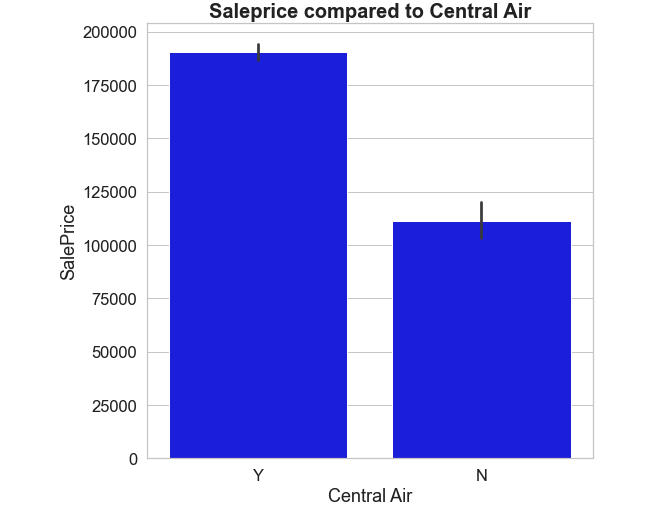 Saleprice compared to Central Air
200000
175000
150000
125000
100000
75000
50000
25000
0
SalePrice
Y
N
Central Air